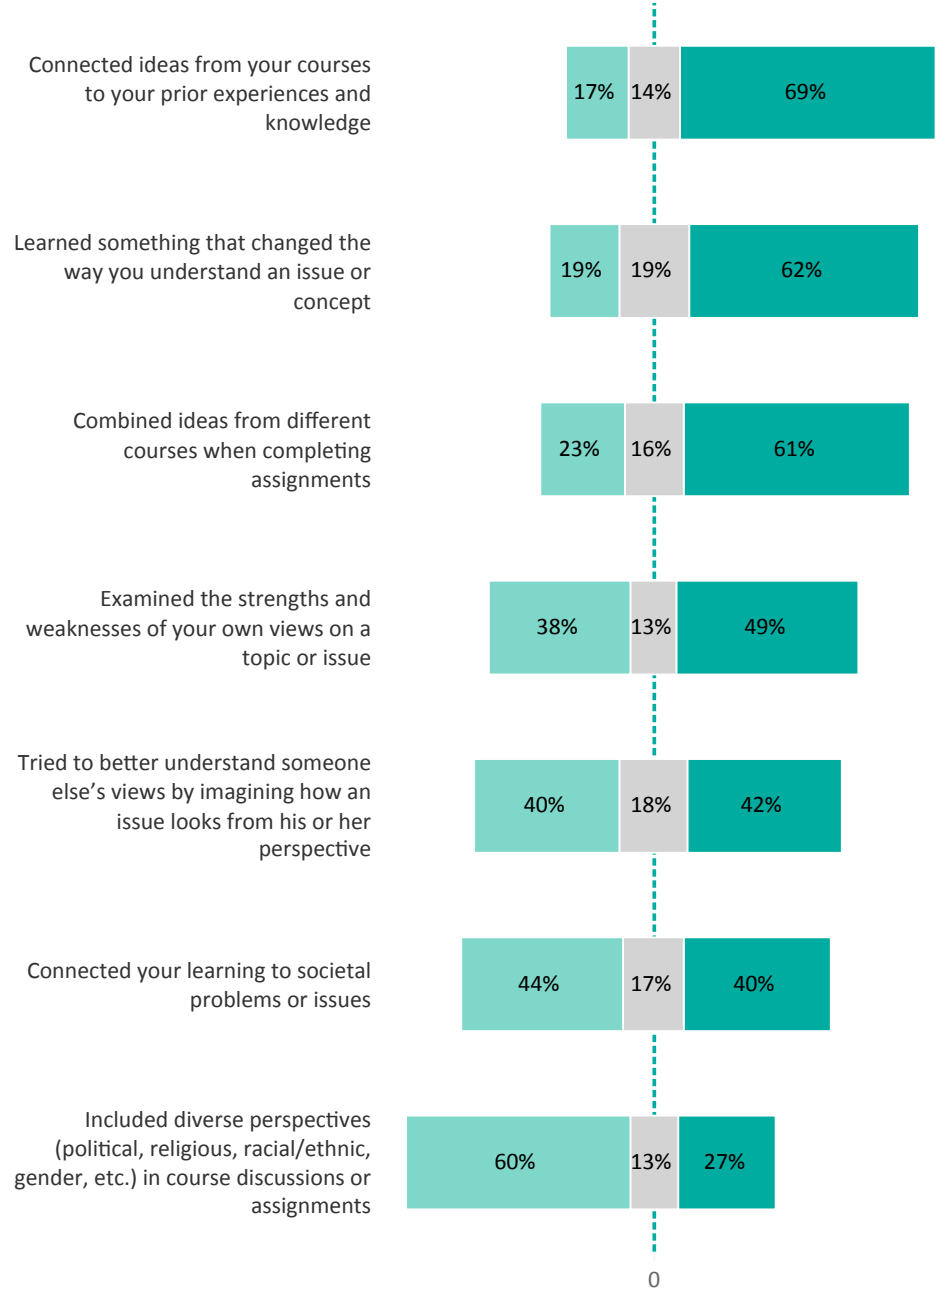 Connected ideas from your courses
to your prior experiences and
knowledge
17% 14% 69%
Learned something that changed the
way you understand an issue or
concept
19% 19% 62%
Combined ideas from different
courses when completing
assignments
23% 16% 61%
Examined the strengths and
weaknesses of your own views on a
topic or issue
38% 13% 49%
Tried to better understand someone
else’s views by imagining how an
issue looks from his or her
perspective
40% 18% 42%
Connected your learning to societal
problems or issues
44% 17% 40%
Included diverse perspectives
(political, religious, racial/ethnic,
gender, etc.) in course discussions or
assignments
60% 13% 27%
0